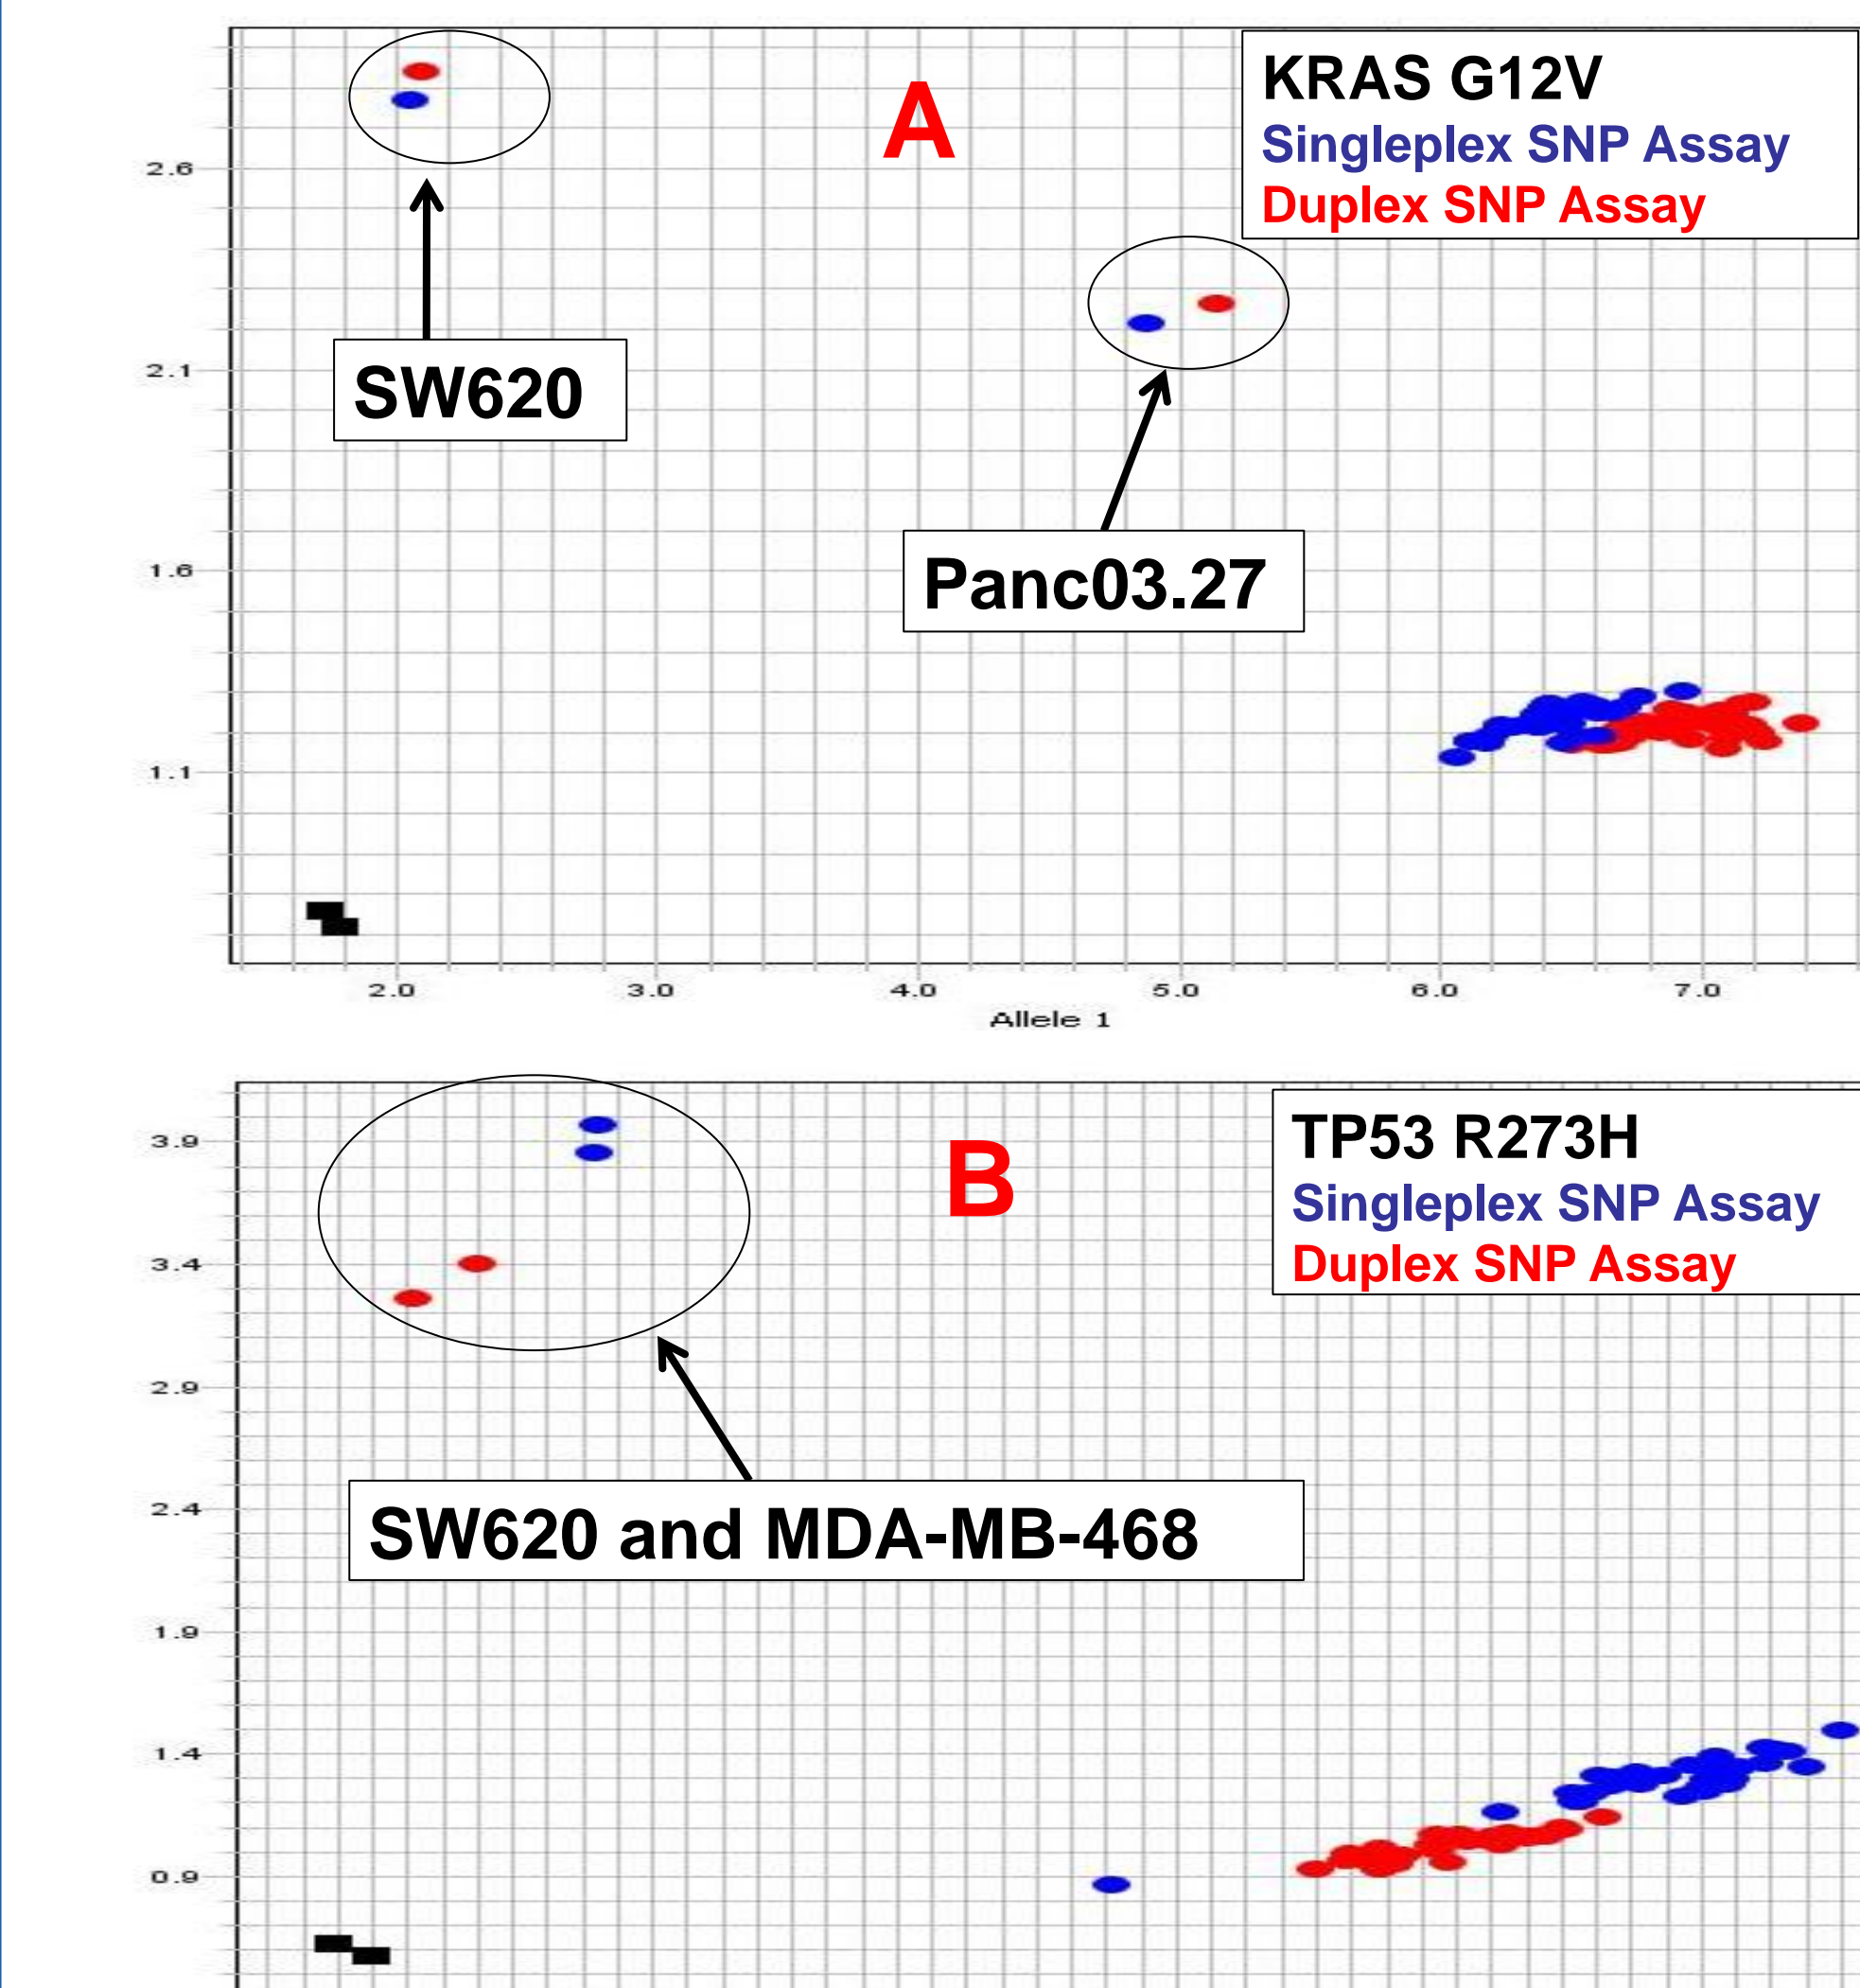 A
KRAS G12V
Singleplex SNP Assay
Duplex SNP Assay
2.6
SW620
2.1
Panc03.27
1.6
1.1
2.0 3.0 4.0 5.0 6.0 7.0
Allele 1
B
TP53 R273H
Singleplex SNP Assay
Duplex SNP Assay
3.9
3.4
2.9
SW620 and MDA-MB-468
2.4
1.9
1.4
0.9